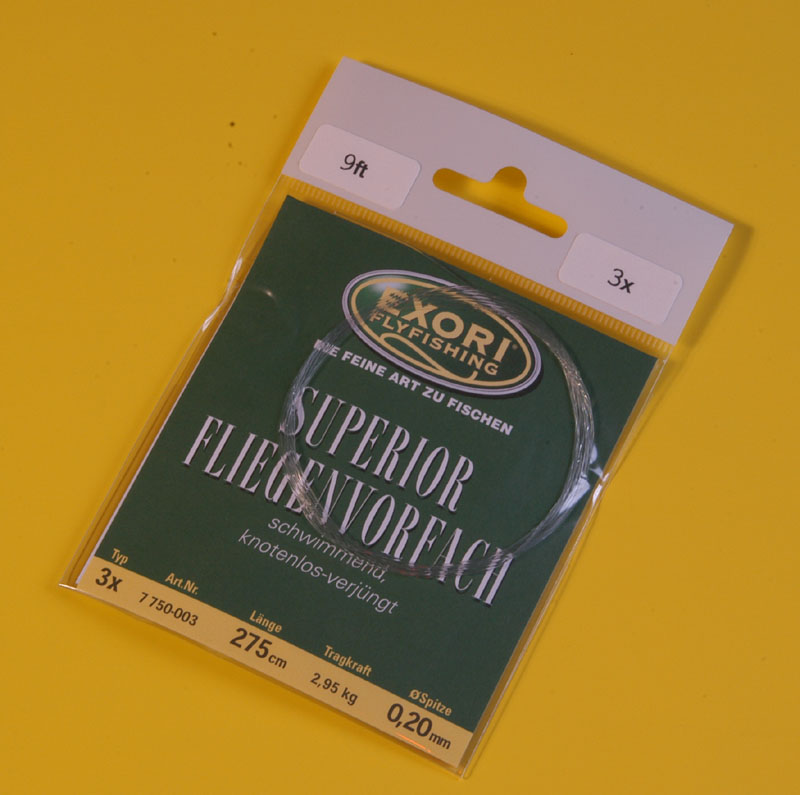 9ft
3x
EXORI®
FLYFISHING
DIE FEINE ART ZU FISCHEN
SUPERIOR
FLIEGENVORFACH
schwimmend,
knotenlos-verjüngt
Typ Art.Nr. Länge Tragkraft ØSpitze
3x 7 750-003 275cm 2,95 kg 0,20mm